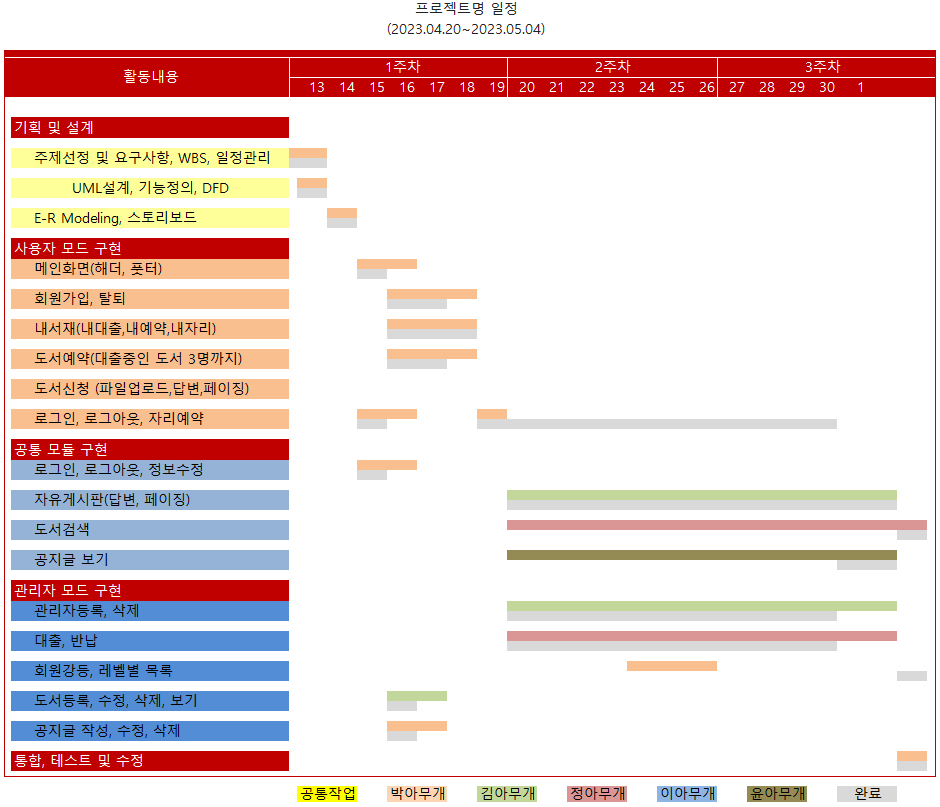 프로젝트명 일정
(2023.04.20~2023.05.04)
활동내용
1주차 2주차 3주차
13 14 15 16 17 18 19 20 21 22 23 24 25 26 27 28 29 30 1
기획 및 설계
주제선정 및 요구사항, WBS, 일정관리
UML설계, 기능정의, DFD
E-R Modeling, 스토리보드
사용자 모드 구현
메인화면(해더, 풋터)
회원가입, 탈퇴
내서재(내대출,내예약,내자리)
도서예약(대출중인 도서 3명까지)
도서신청 (파일업로드,답변,페이징)
로그인, 로그아웃, 자리예약
공통 모듈 구현
로그인, 로그아웃, 정보수정
자유게시판(답변, 페이징)
도서검색
공지글 보기
관리자 모드 구현
관리자등록, 삭제
대출, 반납
회원강등, 레벨별 목록
도서등록, 수정, 삭제, 보기
공지글 작성, 수정, 삭제
통합, 테스트 및 수정
공통작업 박아무개 김아무개 정아무개 이아무개 윤아무개 완료